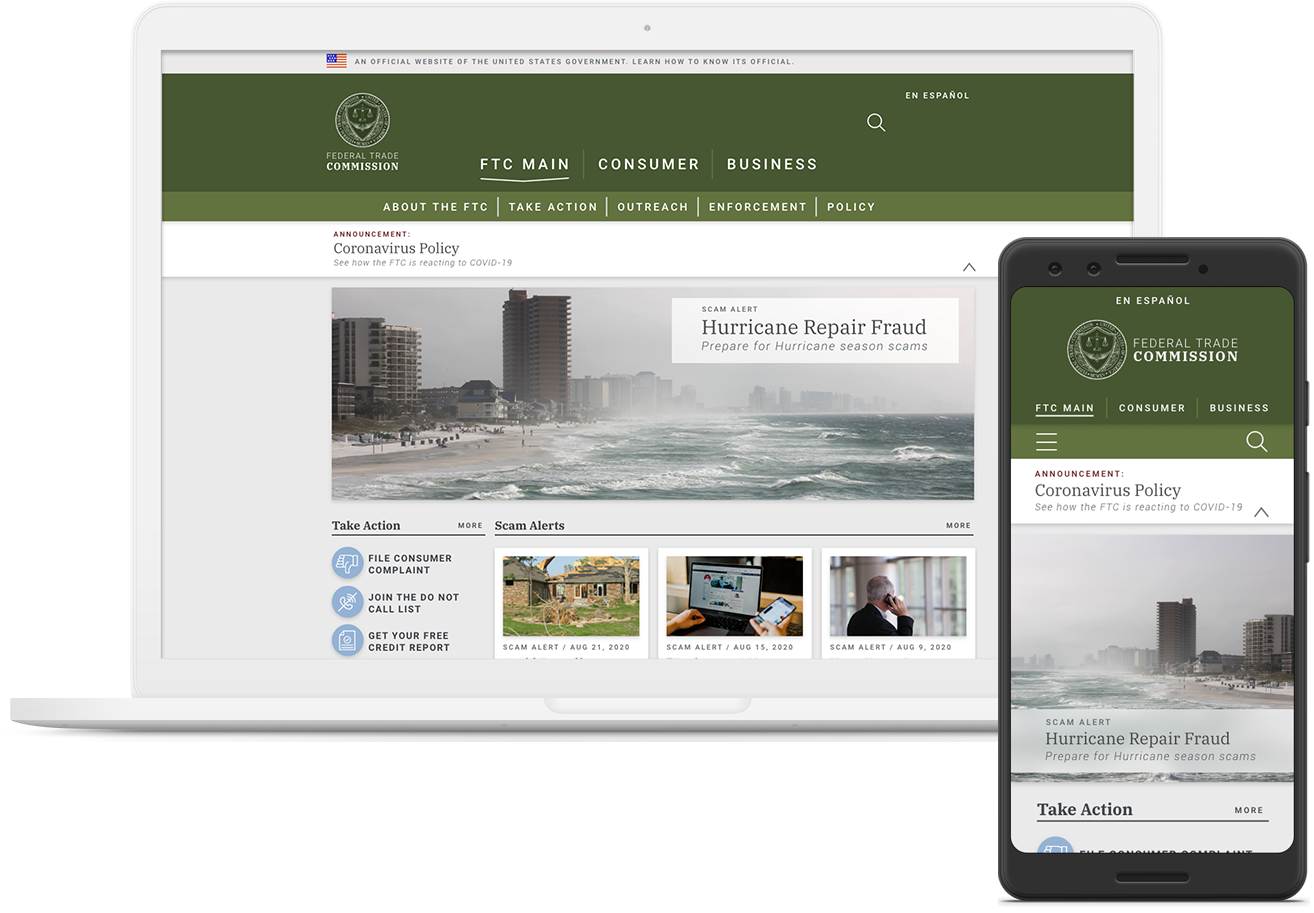 AN OFFICIAL WEBSITE OF THE UNITED STATES GOVERNMENT. LEARN HOW TO KNOW ITS OFFICIAL.
EN ESPAÑOL
FEDERAL TRADE
COMMISSION
FTC MAIN
CONSUMER
BUSINESS
ABOUT THE FTC
TAKE ACTION
OUTREACH
ENFORCEMENT
POLICY
ANNOUNCEMENT:
Coronavirus Policy
See how the FTC is reacting to COVID-19
SCAM ALERT
Hurricane Repair Fraud
Prepare for Hurricane season scams
Take Action
MORE
FILE CONSUMER
COMPLAINT
JOIN THE DO NOT
CALL LIST
GET YOUR FREE
CREDIT REPORT
Scam Alerts
MORE
SCAM ALERT / AUG 21, 2020
SCAM ALERT / AUG 15, 2020
SCAM ALERT / AUG 9, 2020
EN ESPAÑOL
FEDERAL TRADE
COMMISSION
FTC MAIN
CONSUMER
BUSINESS
ANNOUNCEMENT:
Coronavirus Policy
See how the FTC is reacting to COVID-19
SCAM ALERT
Hurricane Repair Fraud
Prepare for Hurricane season scams
Take Action
MORE
FILE CONSUMER COMPLAINT